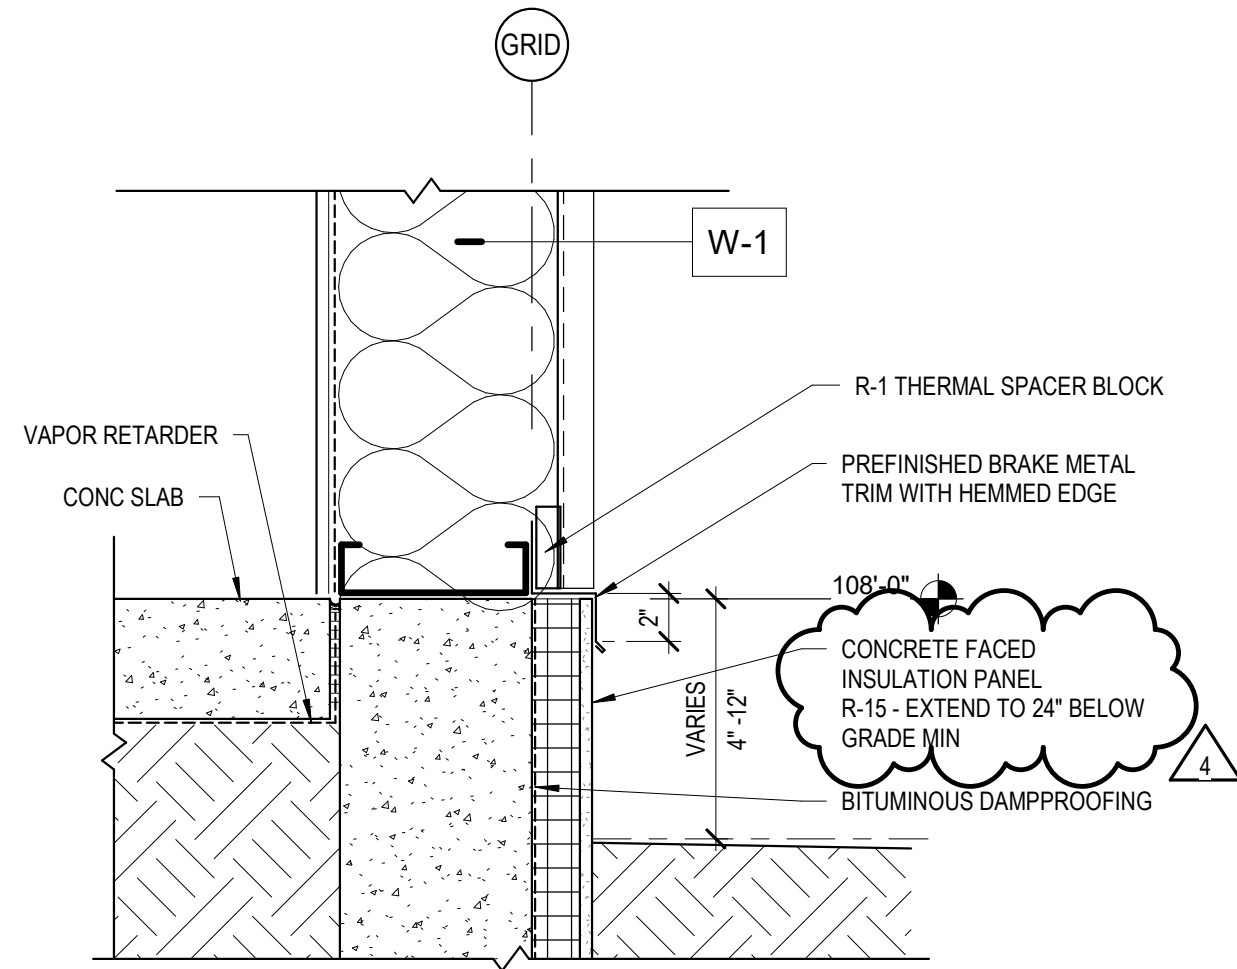 GRID
W-1
R-1 THERMAL SPACER BLOCK
VAPOR RETARDER
PREFINISHED BRAKE METAL
TRIM WITH HEMMED EDGE
CONC SLAB
108'-0"
2"
CONCRETE FACED
INSULATION PANEL
R-15 - EXTEND TO 24" BELOW
GRADE MIN
VARIES
4" -12"
4
BITUMINOUS DAMPPROOFING